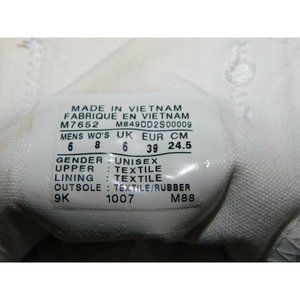 MADE IN VIETNAM
FABRIQUE EN VIETNAM
M7652 M849DD2S00009
MENS WO'S UK EUR CM
6 8 6 39 24.5
GENDER : UNISEX
UPPER : TEXTILE
LINING : TEXTILE
OUTSOLE : TEXTILE/RUBBER
9K 1007 M88